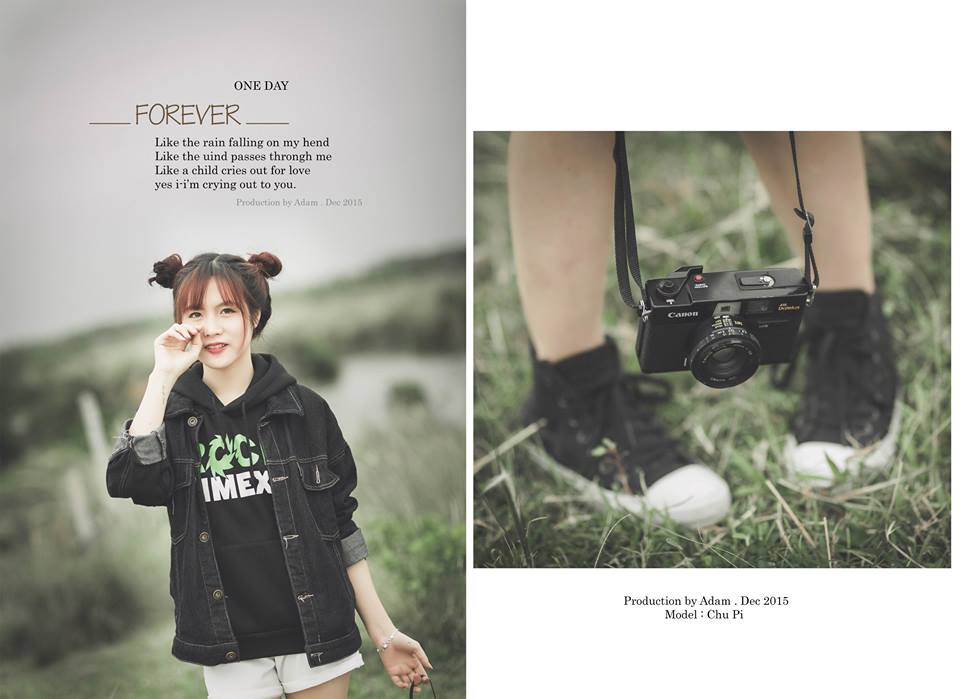 ONE DAY
FOREVER
Like the rain falling on my hend
Like the uind passes throngh me
Like a child cries out for love
yes i-i'm crying out to you.
Production by Adam . Dec 2015
IMEX
Canon
Production by Adam . Dec 2015
Model : Chu Pi